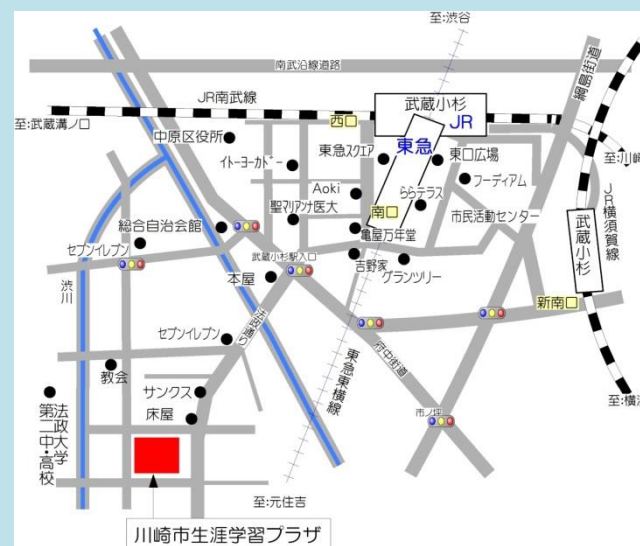 至:渋谷
南武沿線道路
綱島街道
JR南武線
武蔵小杉
JR
至:武蔵溝ノ口
西口
中原区役所
東急スクエア
東急
東口広場
至:川崎
イトーヨーカドー
フーディアム
JR横須賀線
Aoki
ららテラス
聖マリアンナ医大
南口
市民活動センター
総合自治会館
亀屋万年堂
武蔵小杉
セブンイレブン
武蔵小杉駅入口
吉野家
グランツリー
渋川
本屋
新南口
法政通り
セブンイレブン
府中街道
東急東横線
教会
サンクス
至:横浜
法政大学
第二中・高校
床屋
市ノ坪
至:元住吉
川崎市生涯学習プラザ